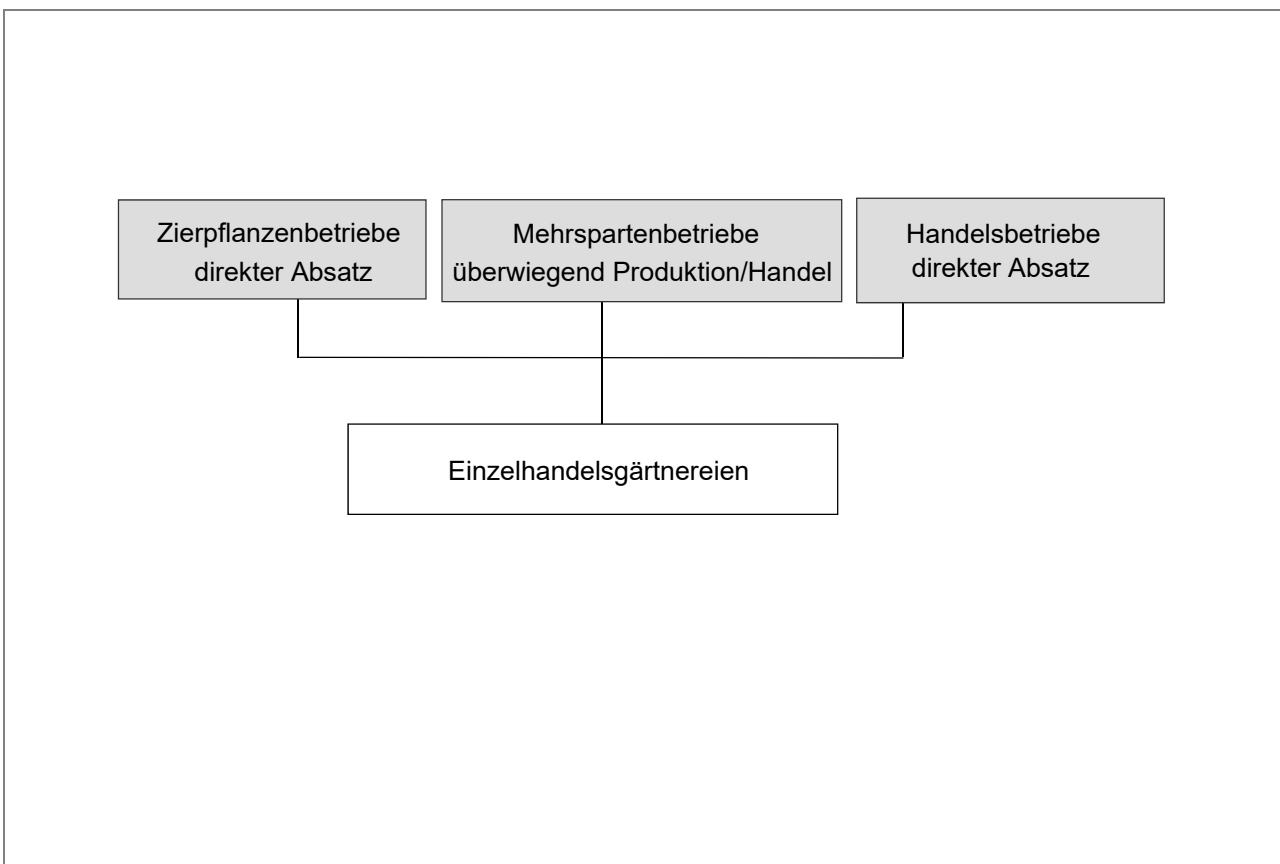 Zierpflanzenbetriebe
direkter Absatz
Mehrspartenbetriebe
überwiegend Produktion/Handel
Handelsbetriebe
direkter Absatz
Einzelhandelsgärtnereien